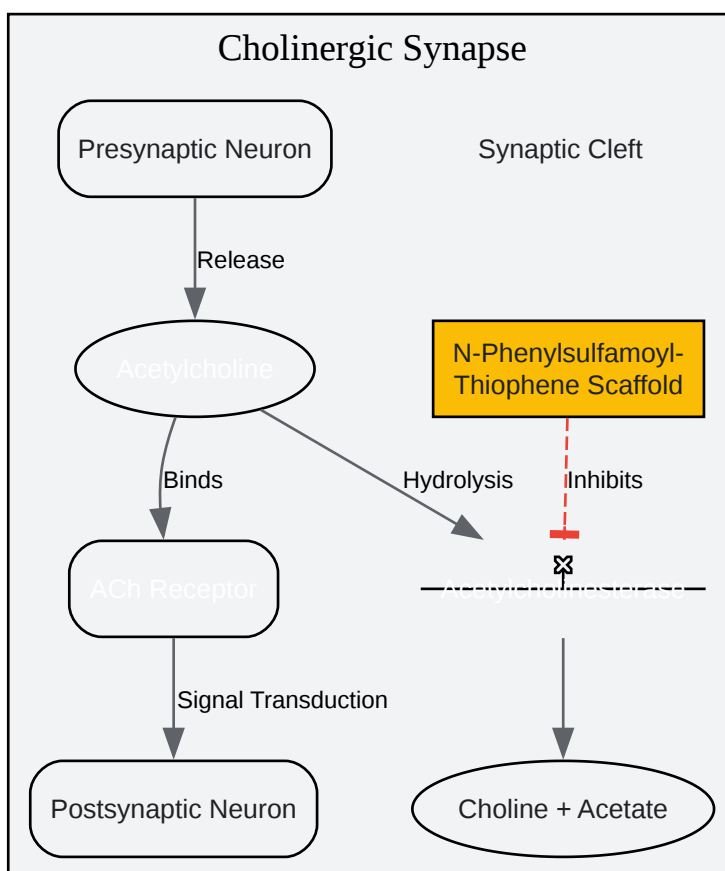 Cholinergic Synapse
Presynaptic Neuron
Synaptic Cleft
Release
Acetylcholine
N-Phenylsulfamoyl-
Thiophene Scaffold
Binds
Hydrolysis
Inhibits
ACh Receptor
Acetylcholinesterase
Signal Transduction
Postsynaptic Neuron
Choline + Acetate